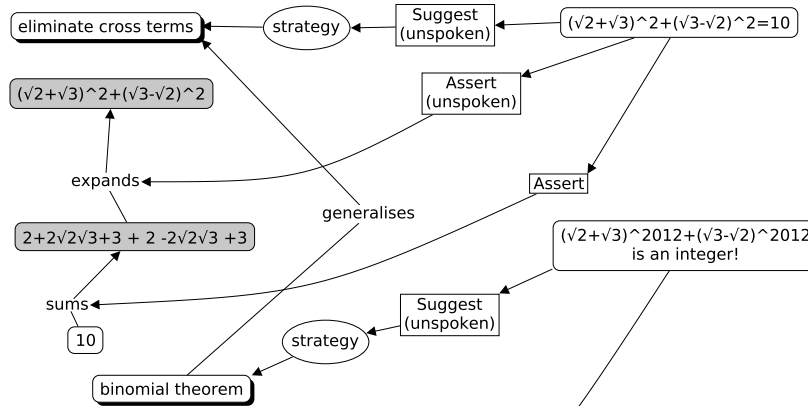 eliminate cross terms
strategy
Suggest
(unspoken)
(√2+√3)^2+(√3-√2)^2=10
(√2+√3)^2+(√3-√2)^2
Assert
(unspoken)
expands
Assert
generalises
2+2√2√3+3 + 2 -2√2√3 +3
(√2+√3)^2012+(√3-√2)^2012
is an integer!
sums
Suggest
(unspoken)
10
strategy
binomial theorem